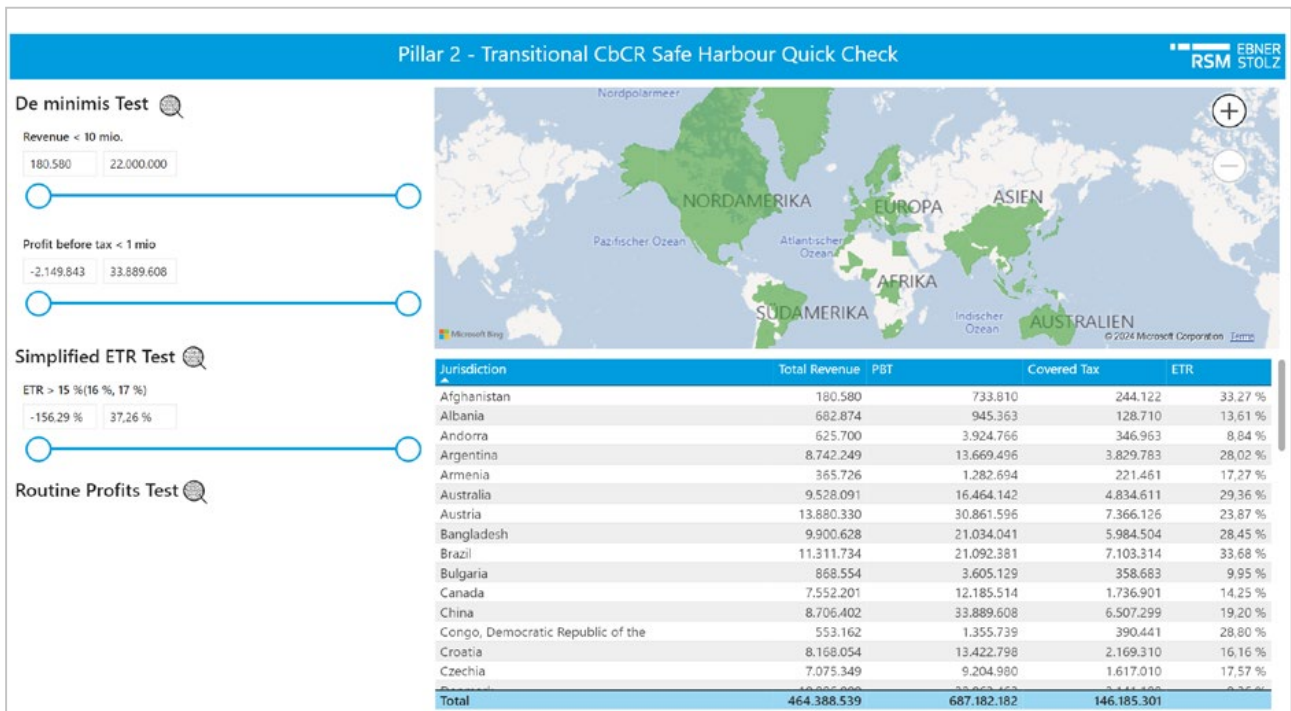 Pillar 2 - Transitional CbCR Safe Harbour Quick Check
RSM EBNER STOLZ
De minimis Test
Revenue < 10 mio.
180.580 22.000.000
Profit before tax < 1 mio
-2.149.843 33.889.608
Simplified ETR Test
ETR > 15 %(16 %, 17 %)
-156,29 % 37,26 %
Routine Profits Test
Nordpolarmeer
NORDAMERIKA
EUROPA
ASIEN
Pazifischer Ozean
Atlantischer Ozean
AFRIKA
SÜDAMERIKA
Indischer Ozean
AUSTRALIEN
Microsoft Bing
© 2024 Microsoft Corporation Terms
Jurisdiction Total Revenue PBT Covered Tax ETR
Afghanistan 180.580 733.810 244.122 33,27 %
Albania 682.874 945.363 128.710 13,61 %
Andorra 625.700 3.924.766 346.963 8,84 %
Argentina 8.742.249 13.669.496 3.829.783 28,02 %
Armenia 365.726 1.282.694 221.461 17,27 %
Australia 9.528.091 16.464.142 4.834.611 29,36 %
Austria 13.880.330 30.861.596 7.366.126 23,87 %
Bangladesh 9.900.628 21.034.041 5.984.504 28,45 %
Brazil 11.311.734 21.092.381 7.103.314 33,68 %
Bulgaria 868.554 3.605.129 358.683 9,95 %
Canada 7.552.201 12.185.514 1.736.901 14,25 %
China 8.706.402 33.889.608 6.507.299 19,20 %
Congo, Democratic Republic of the 553.162 1.355.739 390.441 28,80 %
Croatia 8.168.054 13.422.798 2.169.310 16,16 %
Czechia 7.075.349 9.204.980 1.617.010 17,57 %
Total 464.388.539 687.182.182 146.185.301